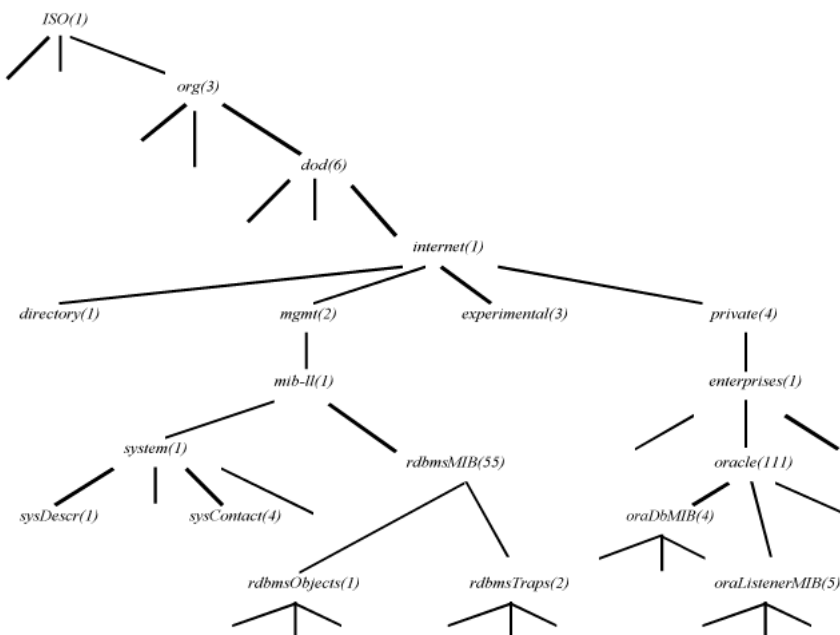 ISO(1)
org(3)
dod(6)
internet(1)
directory(1) mgmt(2) experimental(3) private(4)
mib-ll(1) enterprises(1)
system(1) rdbmsMIB(55) oracle(111)
sysDescr(1) sysContact(4) oraDbMIB(4)
rdbmsObjects(1) rdbmsTraps(2) oraListenerMIB(5)